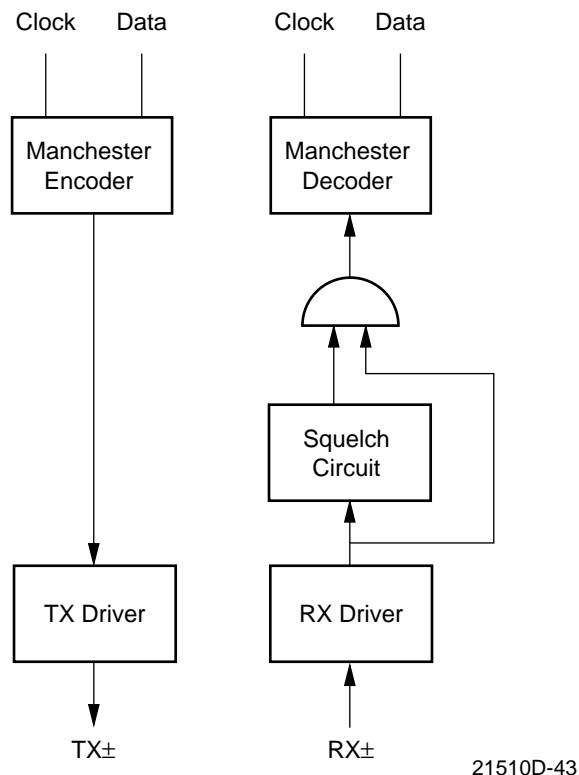 Clock Data Clock Data
Manchester Encoder
Manchester Decoder
Squelch Circuit
TX Driver
RX Driver
TX±
RX±
21510D-43